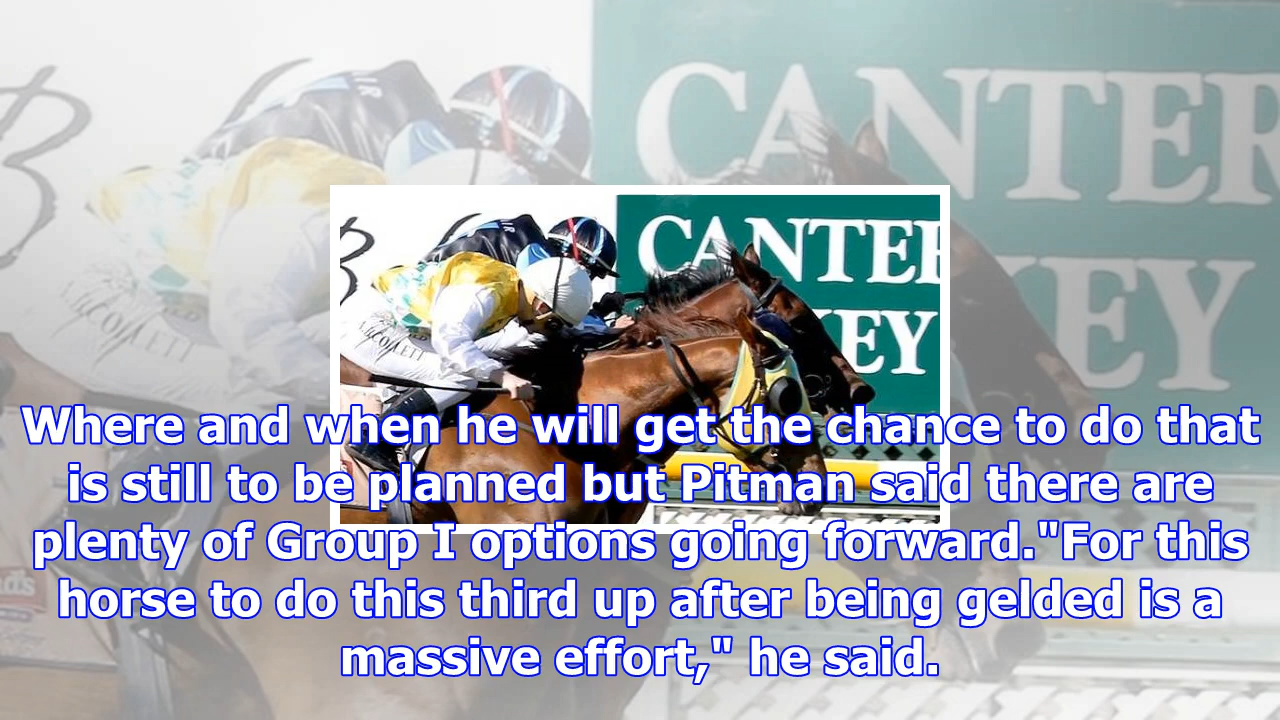 CANTER
CANTER
KEY
EY
Where and when he will get the chance to do that
is still to be planned but Pitman said there are
plenty of Group I options going forward."For this
horse to do this third up after being gelded is a
massive effort," he said.